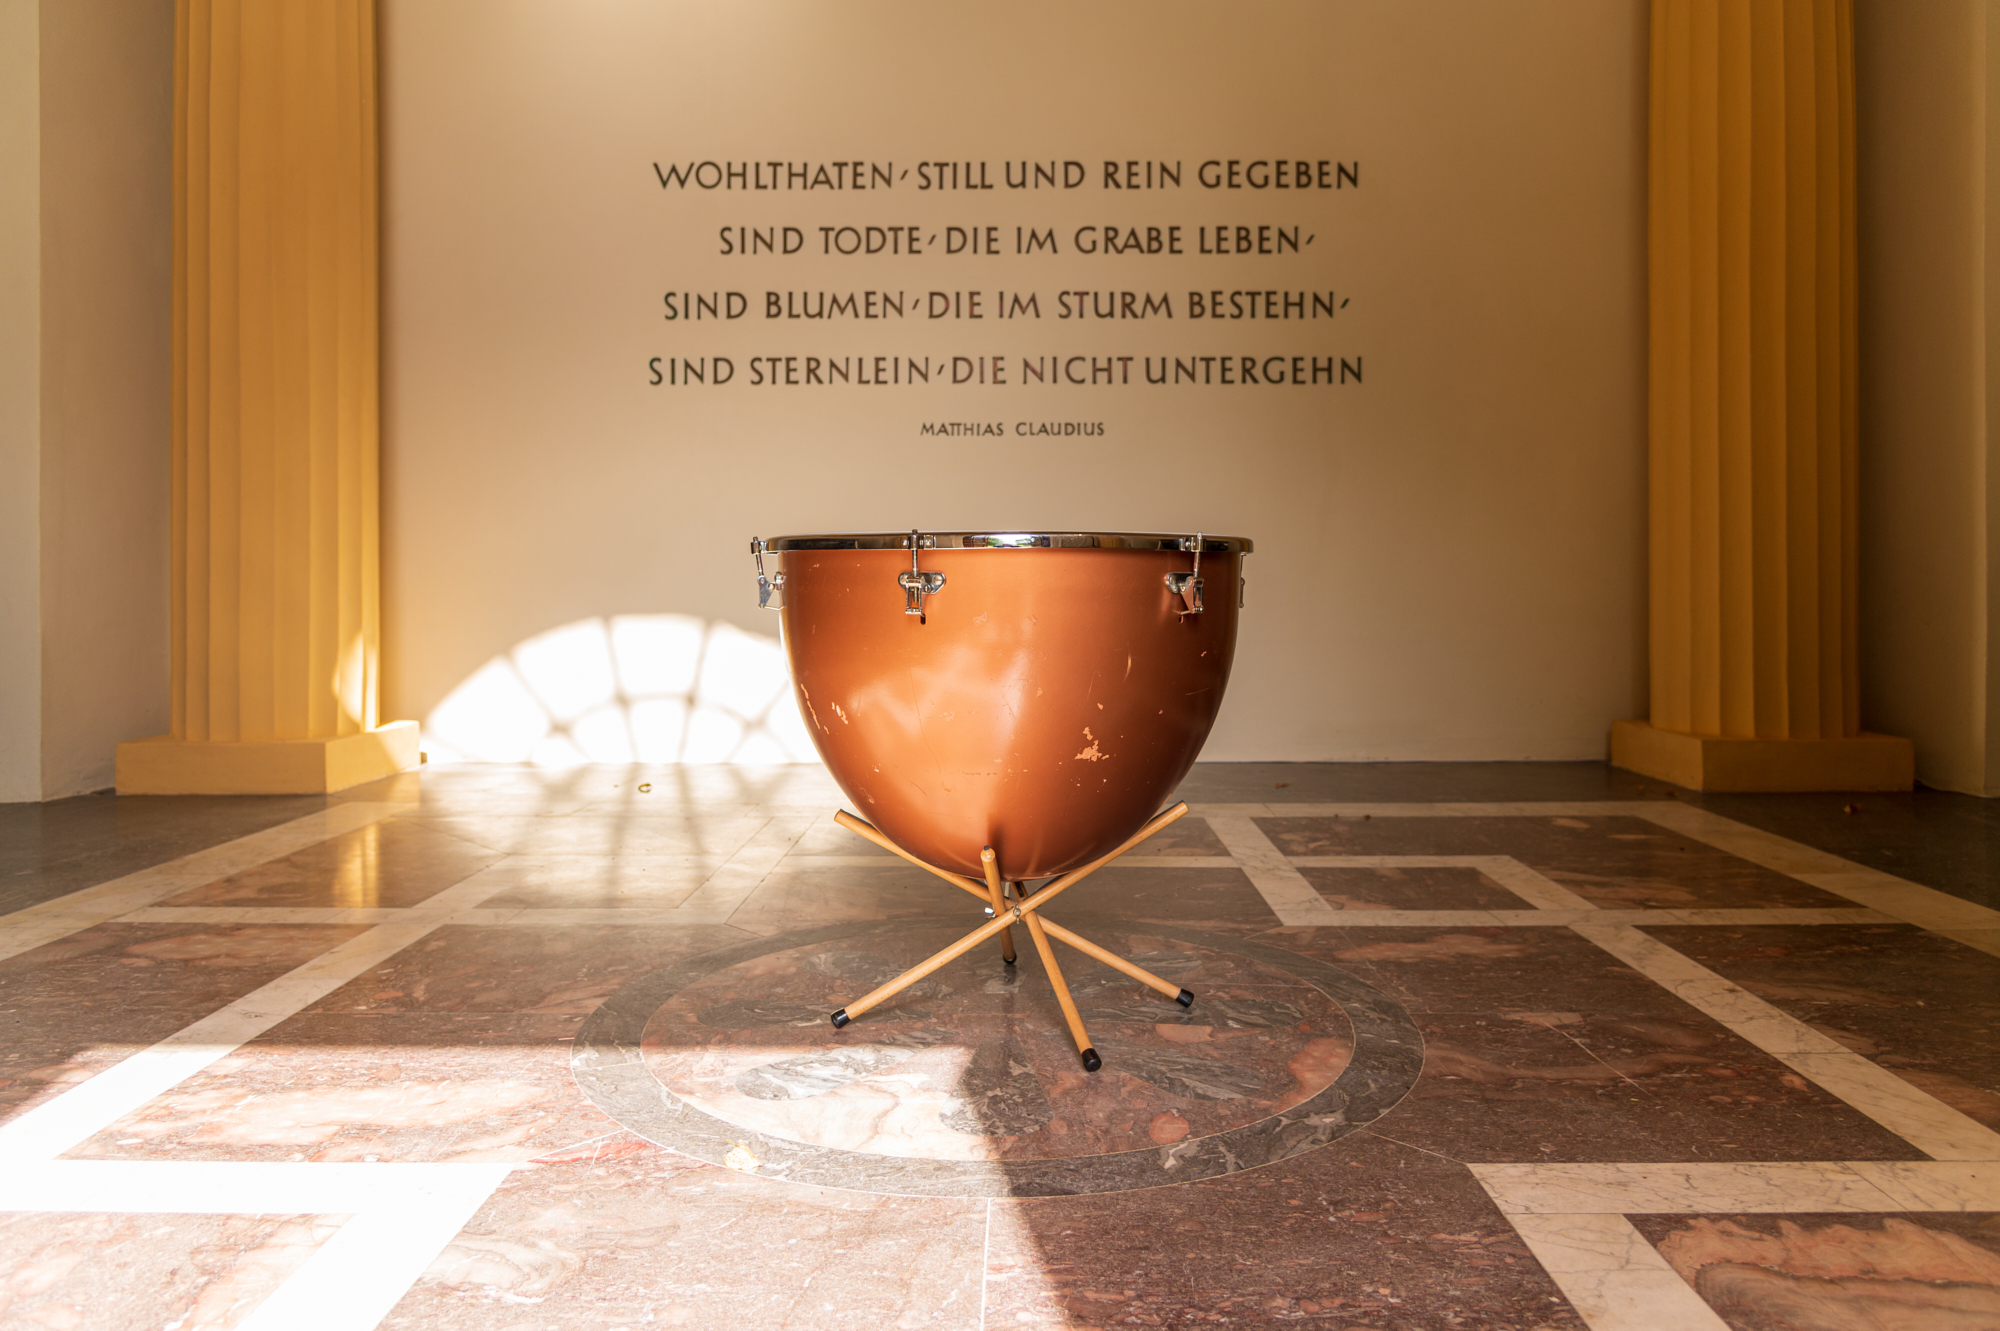 WOHLTHATEN, STILL UND REIN GEGEBEN
SIND TODTE, DIE IM GRABE LEBEN,
SIND BLUMEN, DIE IM STURM BESTEHN,
SIND STERNLEIN, DIE NICHT UNTERGEHN
MATTHIAS CLAUDIUS